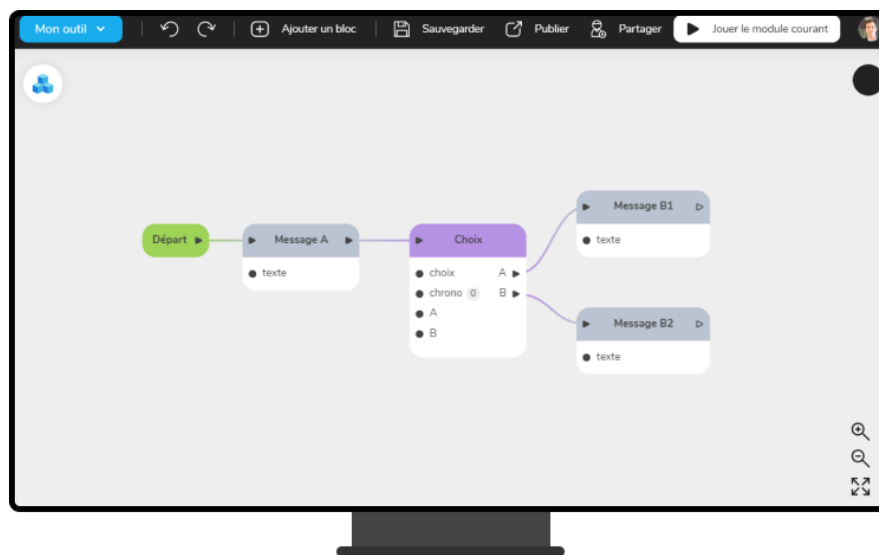 Mon outil
Ajouter un bloc
Sauvegarder
Publier
Partager
Jouer le module courant
Départ
Message A
texte
Choix
choix
A
chrono 0
B
A
B
Message B1
texte
Message B2
texte